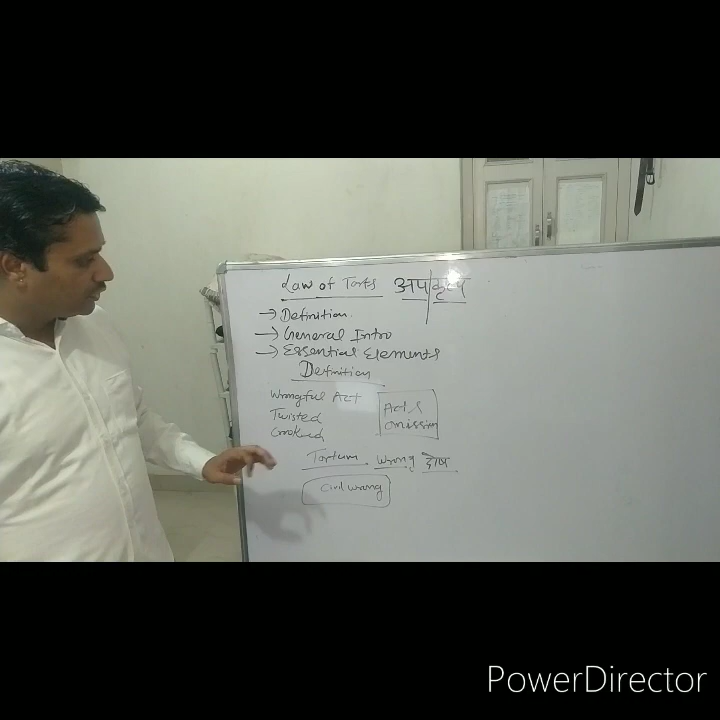 Law of Torts अप|कृत्य
→ Definition.
→ General Intro
→ Essential Elements
Definition
Wrongful Act
Twisted
Crooked
Act & omission
Tortum. Wrong दोष
Civil wrong
PowerDirector